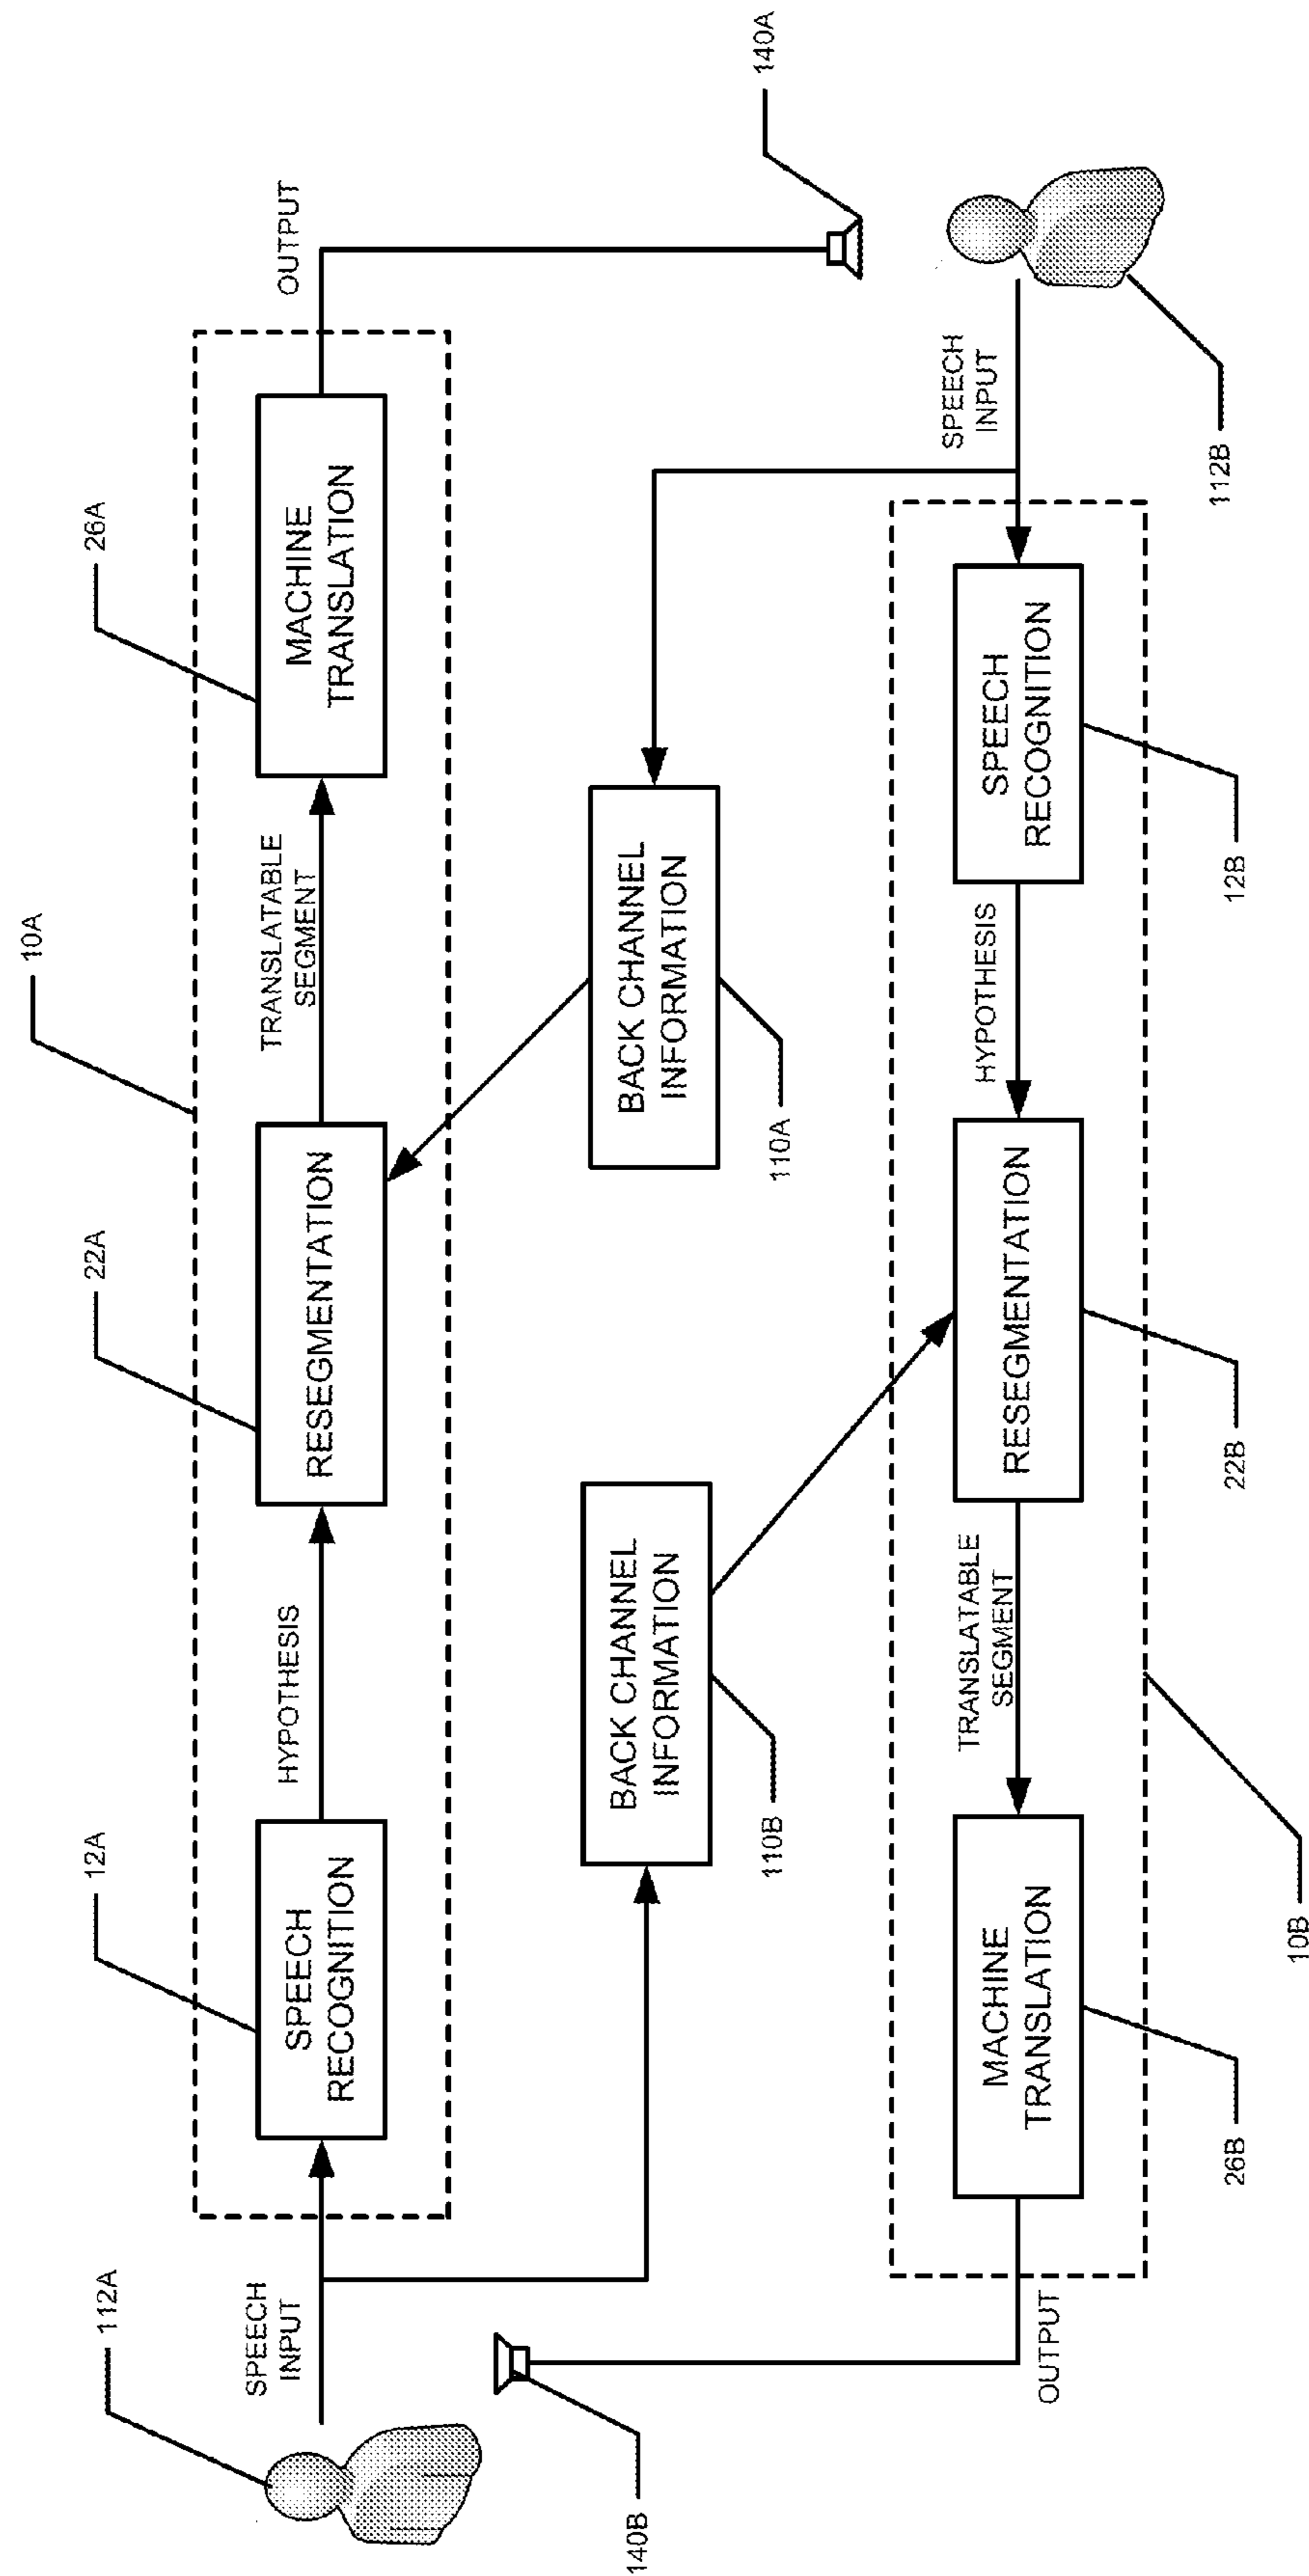 112A
SPEECH
INPUT
12A
SPEECH
RECOGNITION
HYPOTHESIS
22A
RESEGMENTATION
10A
TRANSLATABLE
SEGMENT
26A
MACHINE
TRANSLATION
OUTPUT
140A
140B
BACK CHANNEL
INFORMATION
110B
BACK CHANNEL
INFORMATION
110A
OUTPUT
MACHINE
TRANSLATION
26B
TRANSLATABLE
SEGMENT
10B
RESEGMENTATION
22B
HYPOTHESIS
SPEECH
RECOGNITION
12B
SPEECH
INPUT
112B